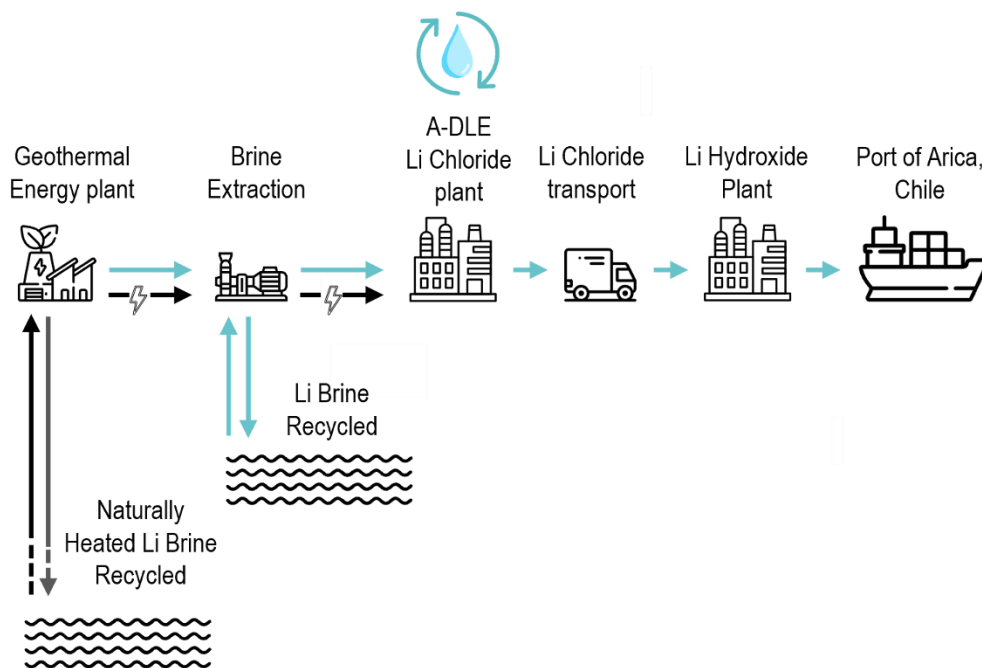 Geothermal
Energy plant
Brine
Extraction
A-DLE
Li Chloride
plant
Li Chloride
transport
Li Hydroxide
Plant
Port of Arica,
Chile
Li Brine
Recycled
Naturally
Heated Li Brine
Recycled